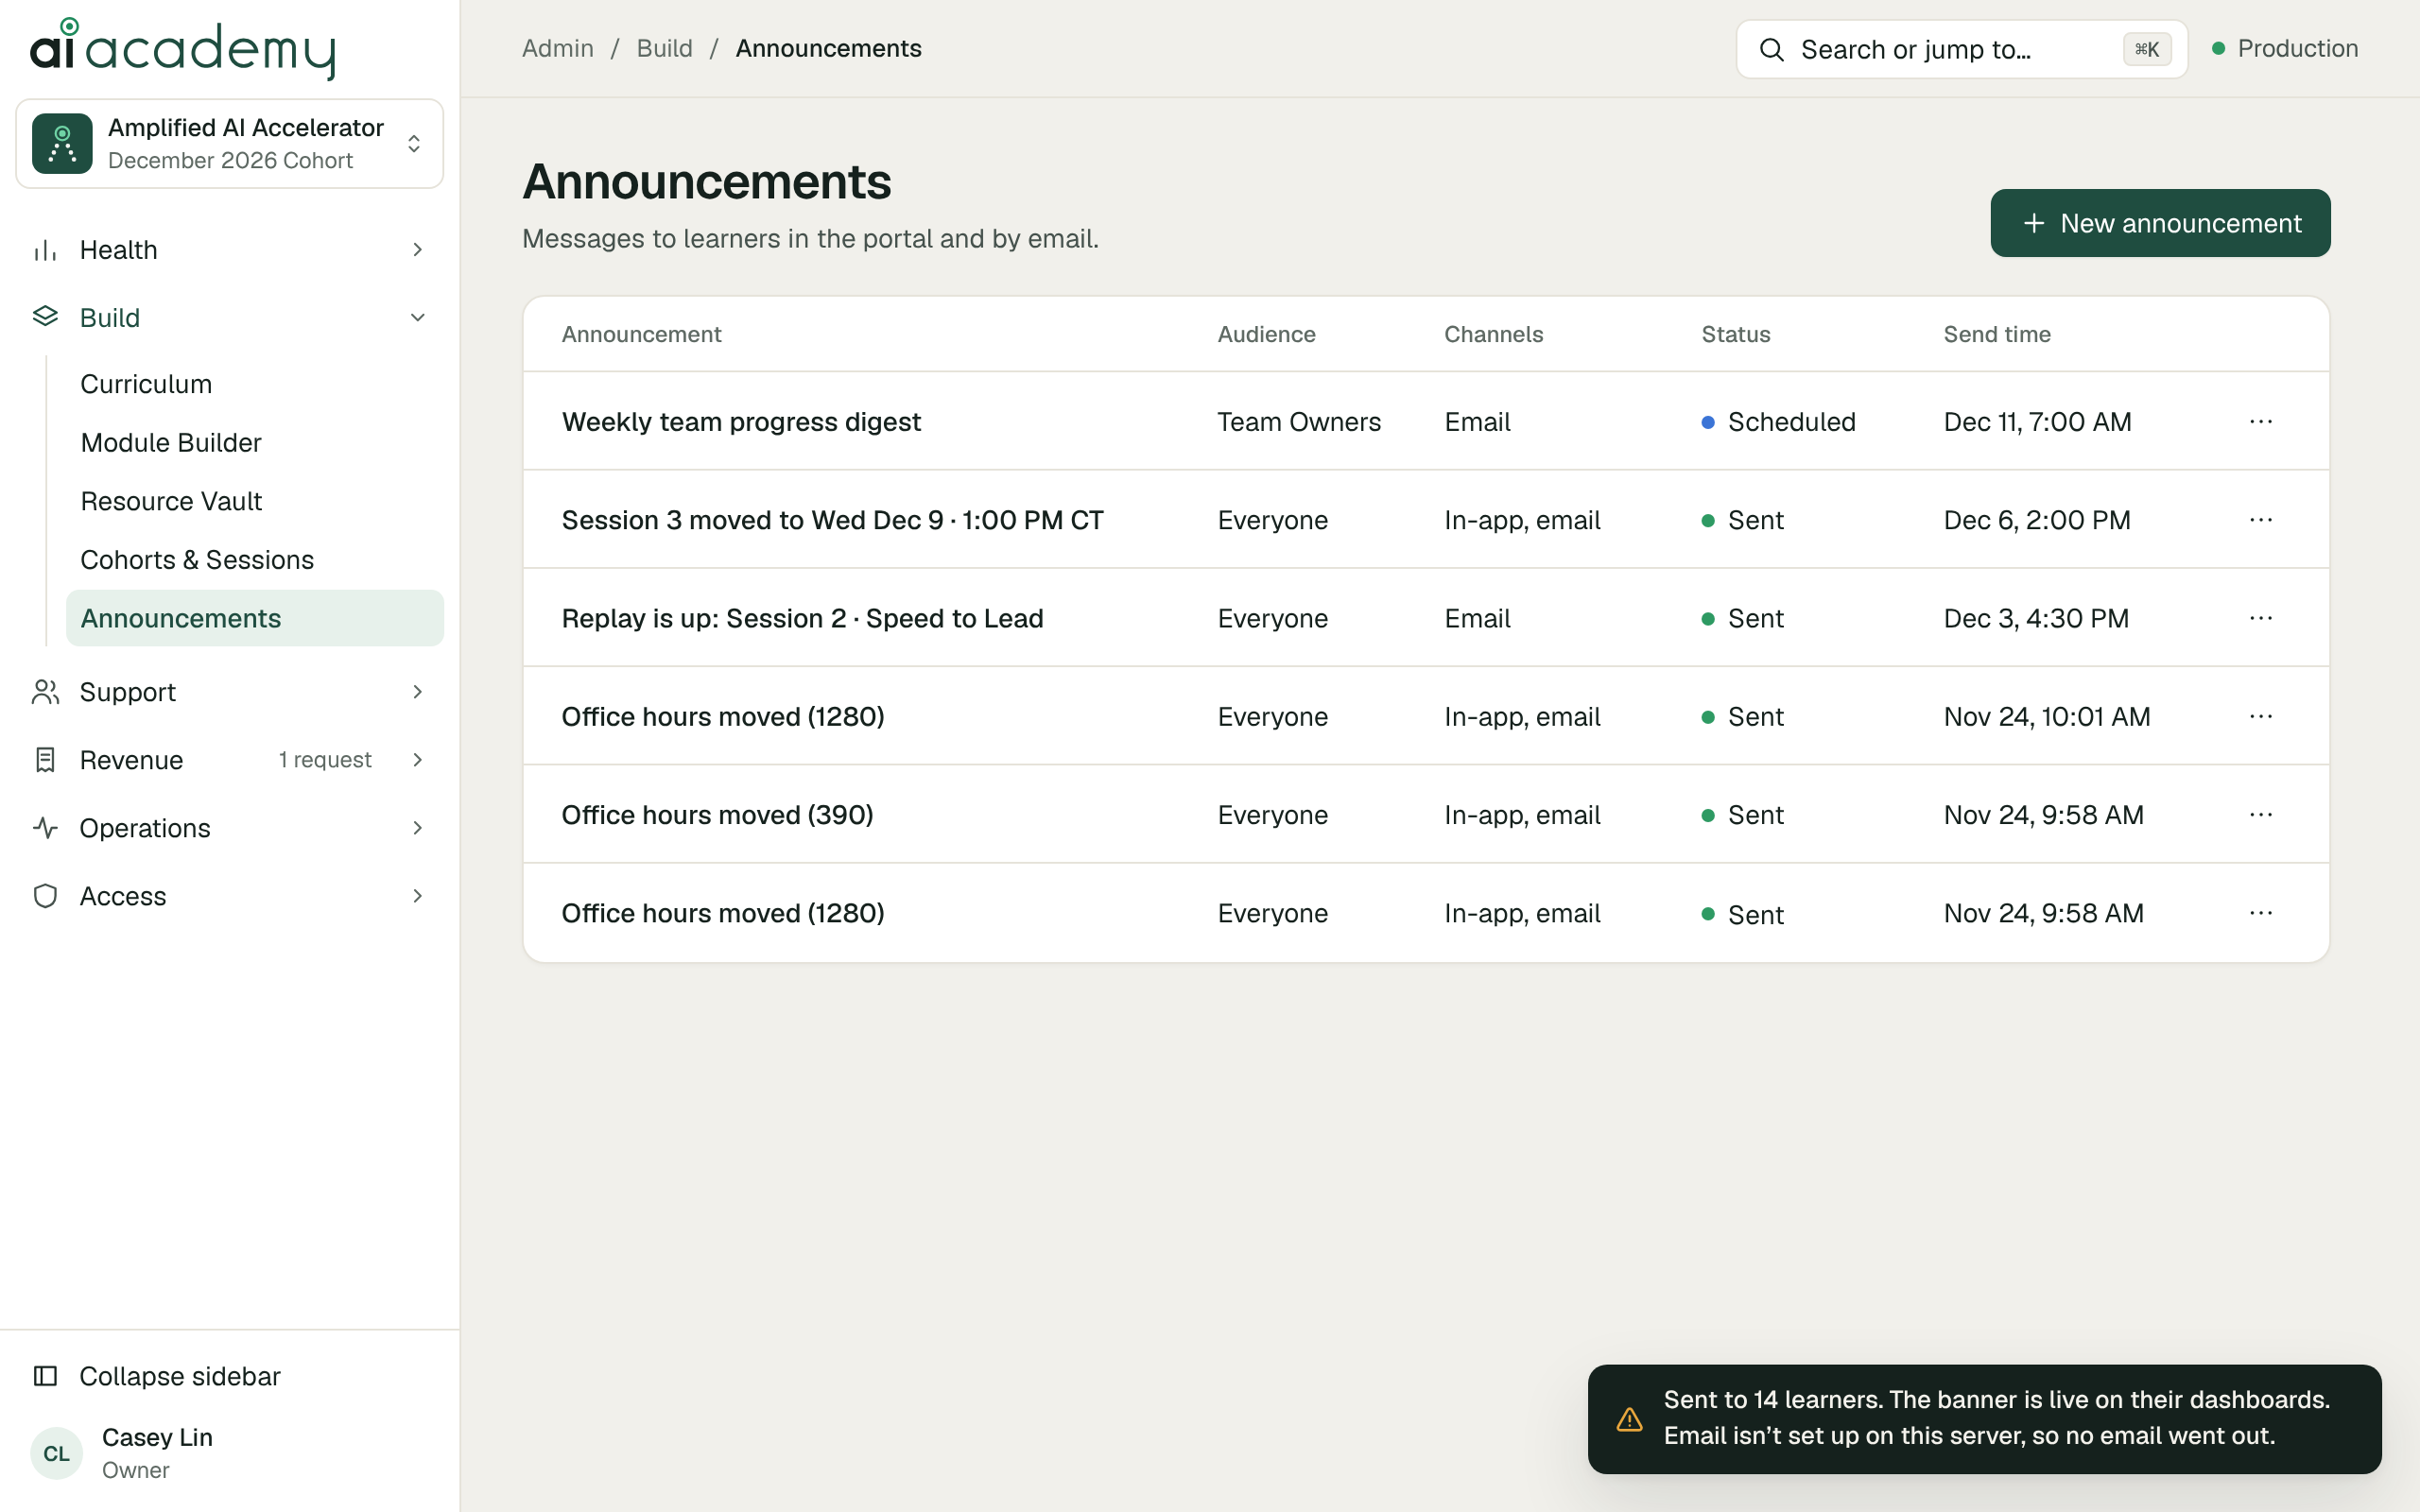 ai academy
Amplified AI Accelerator
December 2026 Cohort
Health
Build
Curriculum
Module Builder
Resource Vault
Cohorts & Sessions
Announcements
Support
Revenue 1 request
Operations
Access
Collapse sidebar
CL
Casey Lin
Owner
Admin / Build / Announcements
Search or jump to… ⌘K
Production
Announcements
Messages to learners in the portal and by email.
+ New announcement
Announcement Audience Channels Status Send time
Weekly team progress digest Team Owners Email Scheduled Dec 11, 7:00 AM ···
Session 3 moved to Wed Dec 9 · 1:00 PM CT Everyone In-app, email Sent Dec 6, 2:00 PM ···
Replay is up: Session 2 · Speed to Lead Everyone Email Sent Dec 3, 4:30 PM ···
Office hours moved (1280) Everyone In-app, email Sent Nov 24, 10:01 AM ···
Office hours moved (390) Everyone In-app, email Sent Nov 24, 9:58 AM ···
Office hours moved (1280) Everyone In-app, email Sent Nov 24, 9:58 AM ···
Sent to 14 learners. The banner is live on their dashboards.
Email isn’t set up on this server, so no email went out.